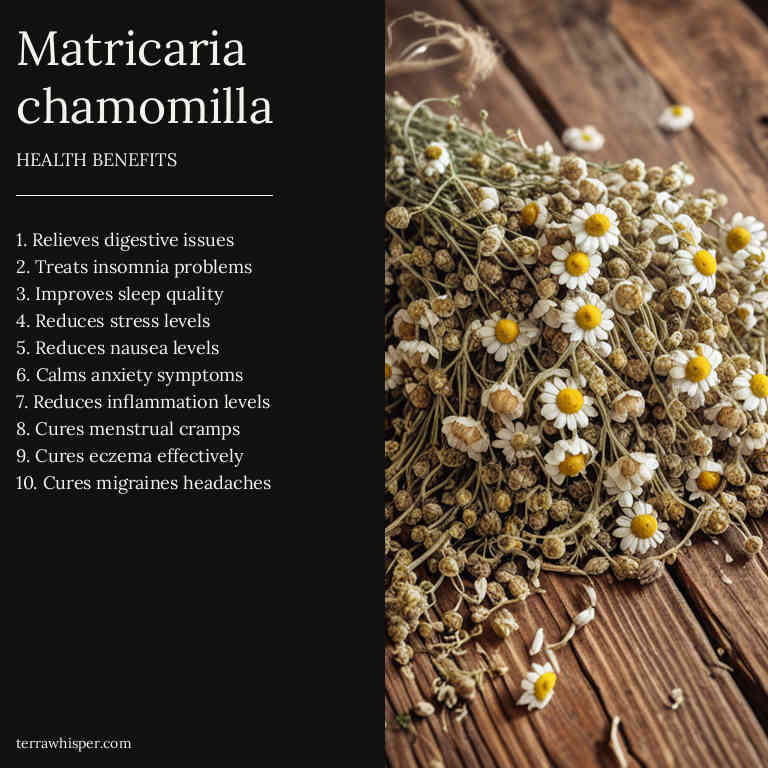 Matricaria
chamomilla
HEALTH BENEFITS
1. Relieves digestive issues
2. Treats insomnia problems
3. Improves sleep quality
4. Reduces stress levels
5. Reduces nausea levels
6. Calms anxiety symptoms
7. Reduces inflammation levels
8. Cures menstrual cramps
9. Cures eczema effectively
10. Cures migraines headaches
terrawhisper.com